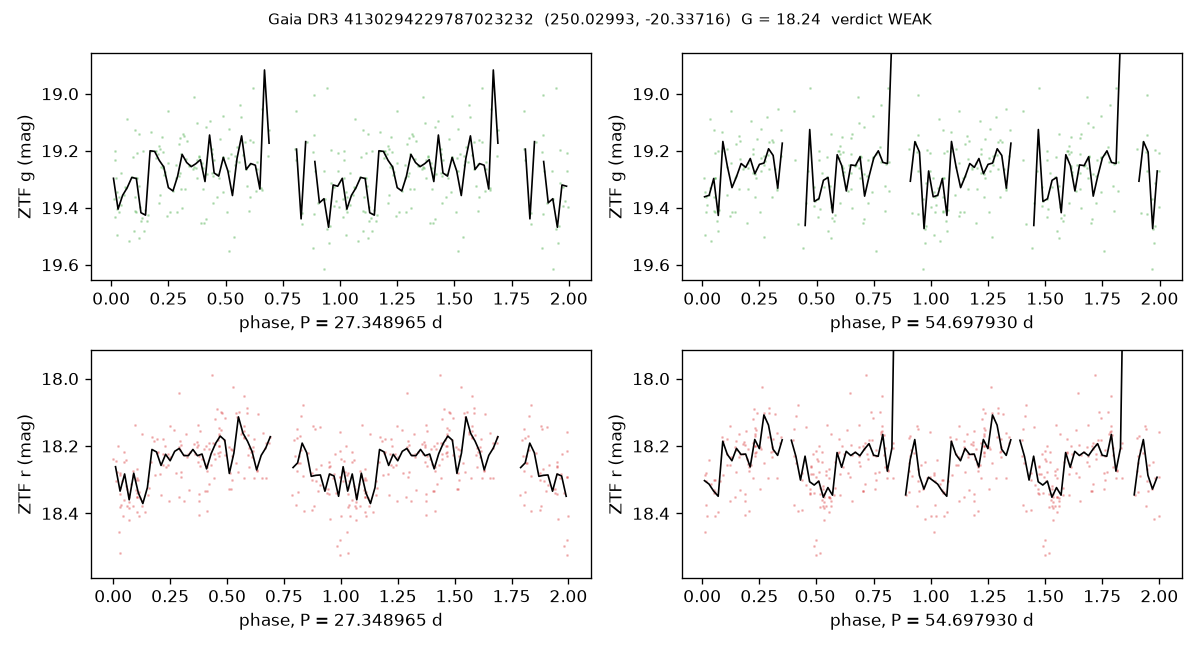 Gaia DR3 4130294229787023232 (250.02993, -20.33716) G = 18.24 verdict WEAK
ZTF g (mag)
19.0
19.2
19.4
19.6
0.00 0.25 0.50 0.75 1.00 1.25 1.50 1.75 2.00
phase, P = 27.348965 d
ZTF g (mag)
19.0
19.2
19.4
19.6
0.00 0.25 0.50 0.75 1.00 1.25 1.50 1.75 2.00
phase, P = 54.697930 d
ZTF r (mag)
18.0
18.2
18.4
0.00 0.25 0.50 0.75 1.00 1.25 1.50 1.75 2.00
phase, P = 27.348965 d
ZTF r (mag)
18.0
18.2
18.4
0.00 0.25 0.50 0.75 1.00 1.25 1.50 1.75 2.00
phase, P = 54.697930 d